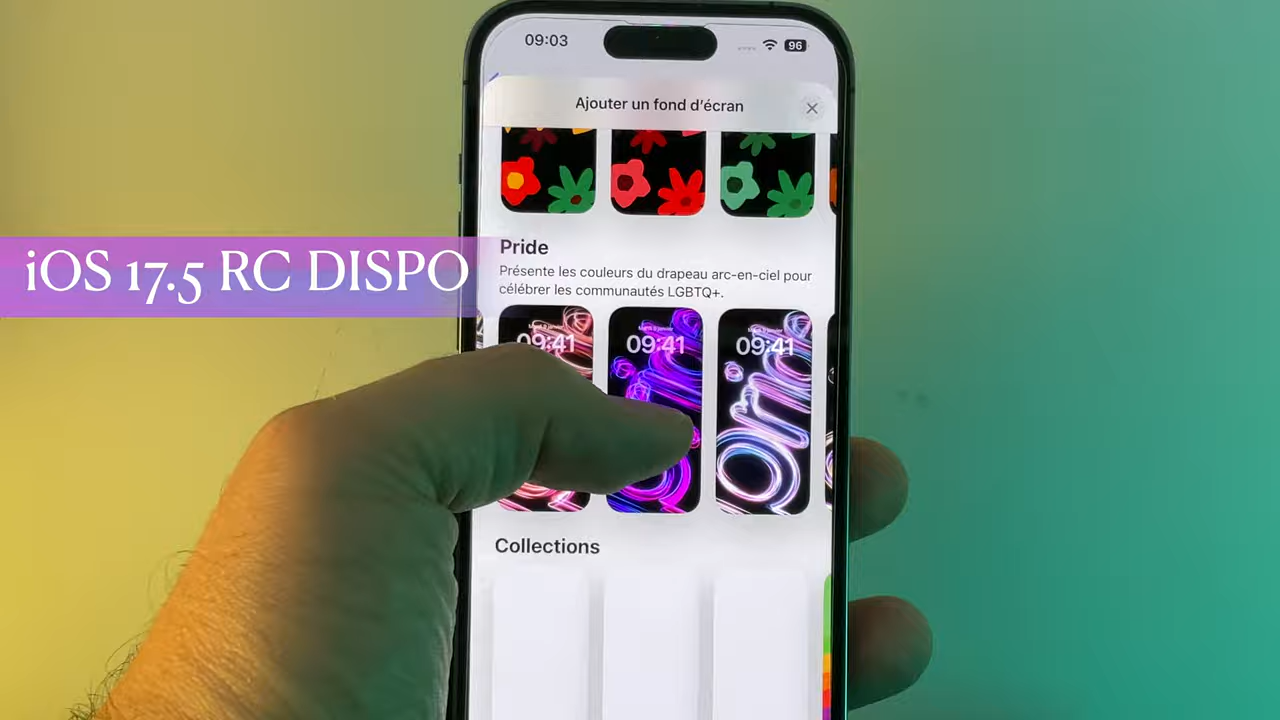 09:03
96
Ajouter un fond d'écran
Pride
Présente les couleurs du drapeau arc-en-ciel pour
célébrer les communautés LGBTQ+.
iOS 17.5 RC DISPO
09:41
09:41
09:41
Collections